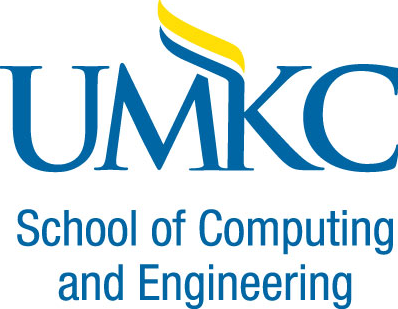 UMKC
School of Computing
and Engineering